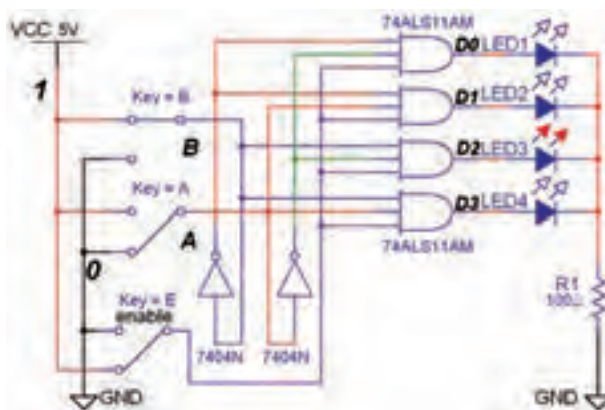 74ALS11AM
VCC 5V
D0 LED1
1
Key = B
D1 LED2
B
D2 LED3
Key = A
A
D3 LED4
0
74ALS11AM
Key = E
enable
R1
100Ω
7404N 7404N
GND
GND